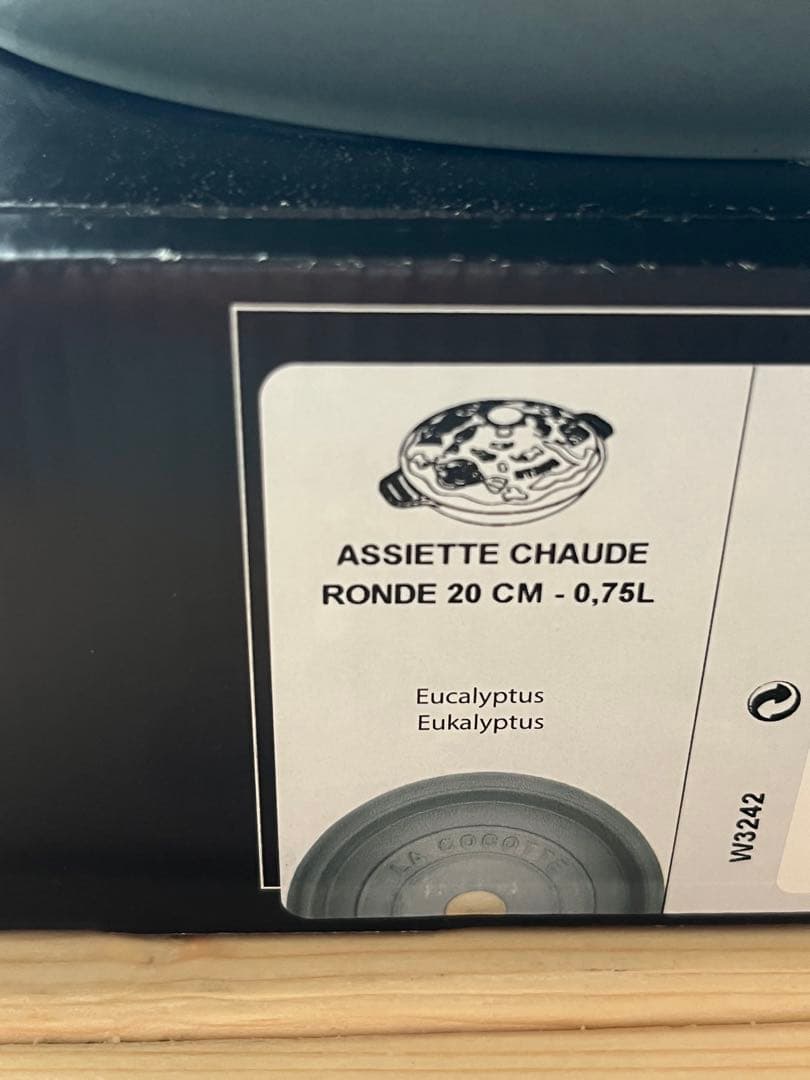 ASSIETTE CHAUDE
RONDE 20 CM - 0,75L
Eucalyptus
Eukalyptus
LA COCOTTE
W3242